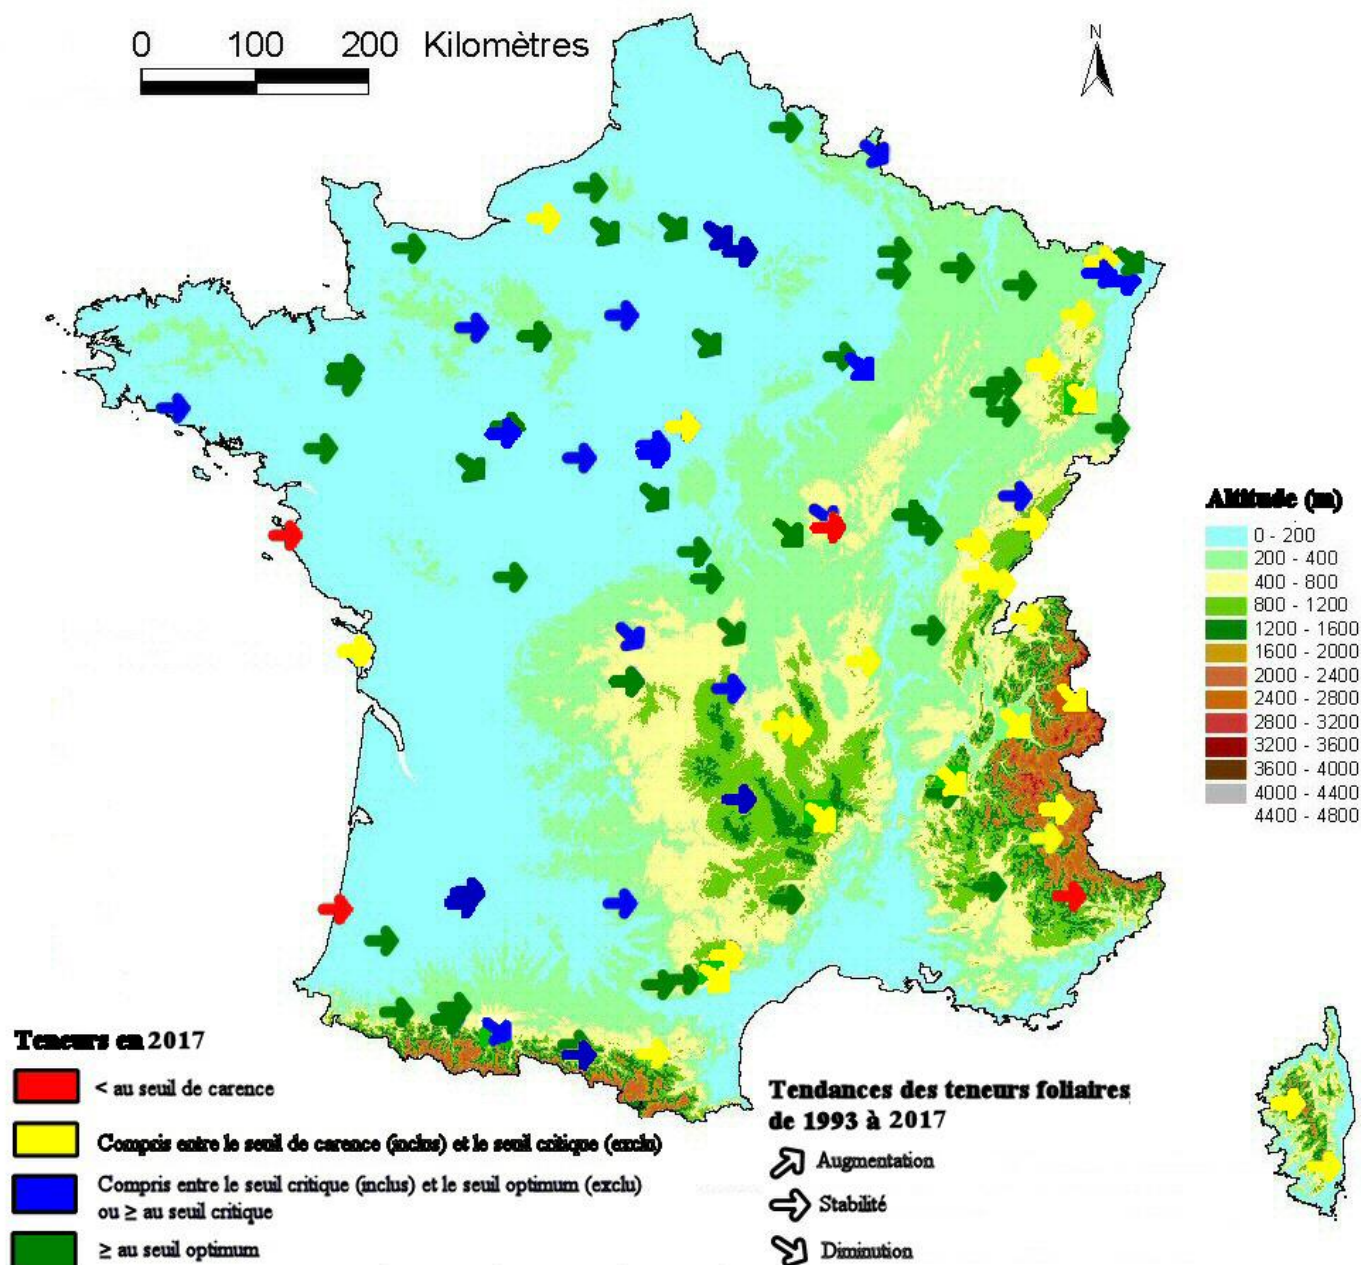 0 100 200 Kilomètres
N
Altitude (m)
0 - 200
200 - 400
400 - 800
800 - 1200
1200 - 1600
1600 - 2000
2000 - 2400
2400 - 2800
2800 - 3200
3200 - 3600
3600 - 4000
4000 - 4400
4400 - 4800
Teneurs en 2017
< au seuil de carence
Compris entre le seuil de carence (inclus) et le seuil critique (exclu)
Compris entre le seuil critique (inclus) et le seuil optimum (exclu)
ou ≥ au seuil critique
≥ au seuil optimum
Tendances des teneurs foliaires
de 1993 à 2017
Augmentation
Stabilité
Diminution